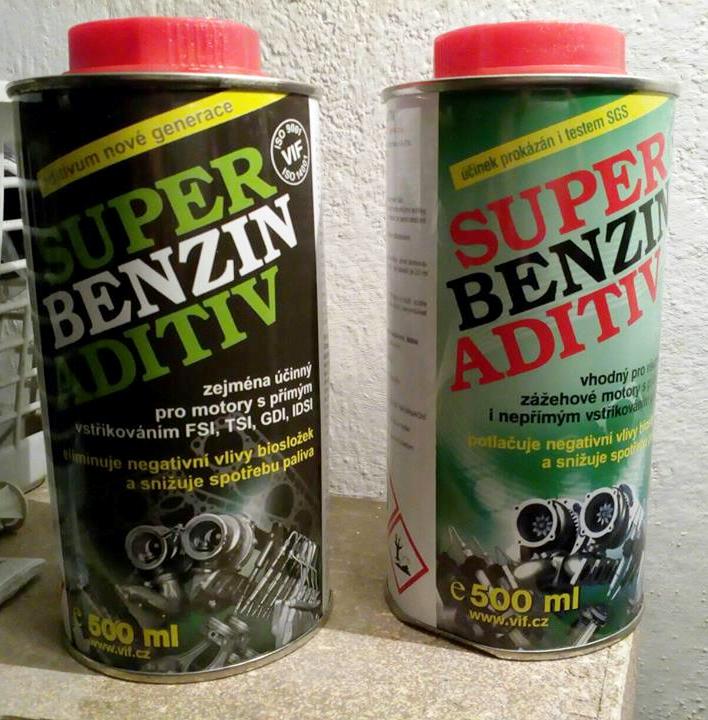 aditivum nové generace
ISO 9001
VIF
ISO 14001
SUPER
BENZIN
ADITIV
zejména účinný
pro motory s přímým
vstřikováním FSI, TSI, GDI, IDSI
eliminuje negativní vlivy biosložek
a snižuje spotřebu paliva
e 500 ml
www.vif.cz
účinek prokázán i testem SGS
SUPER
BENZIN
ADITIV
vhodný pro
zážehové motory s
i nepřímým vstřikováním
potlačuje negativní vlivy
a snižuje spotřebu
e 500 ml
www.vif.cz